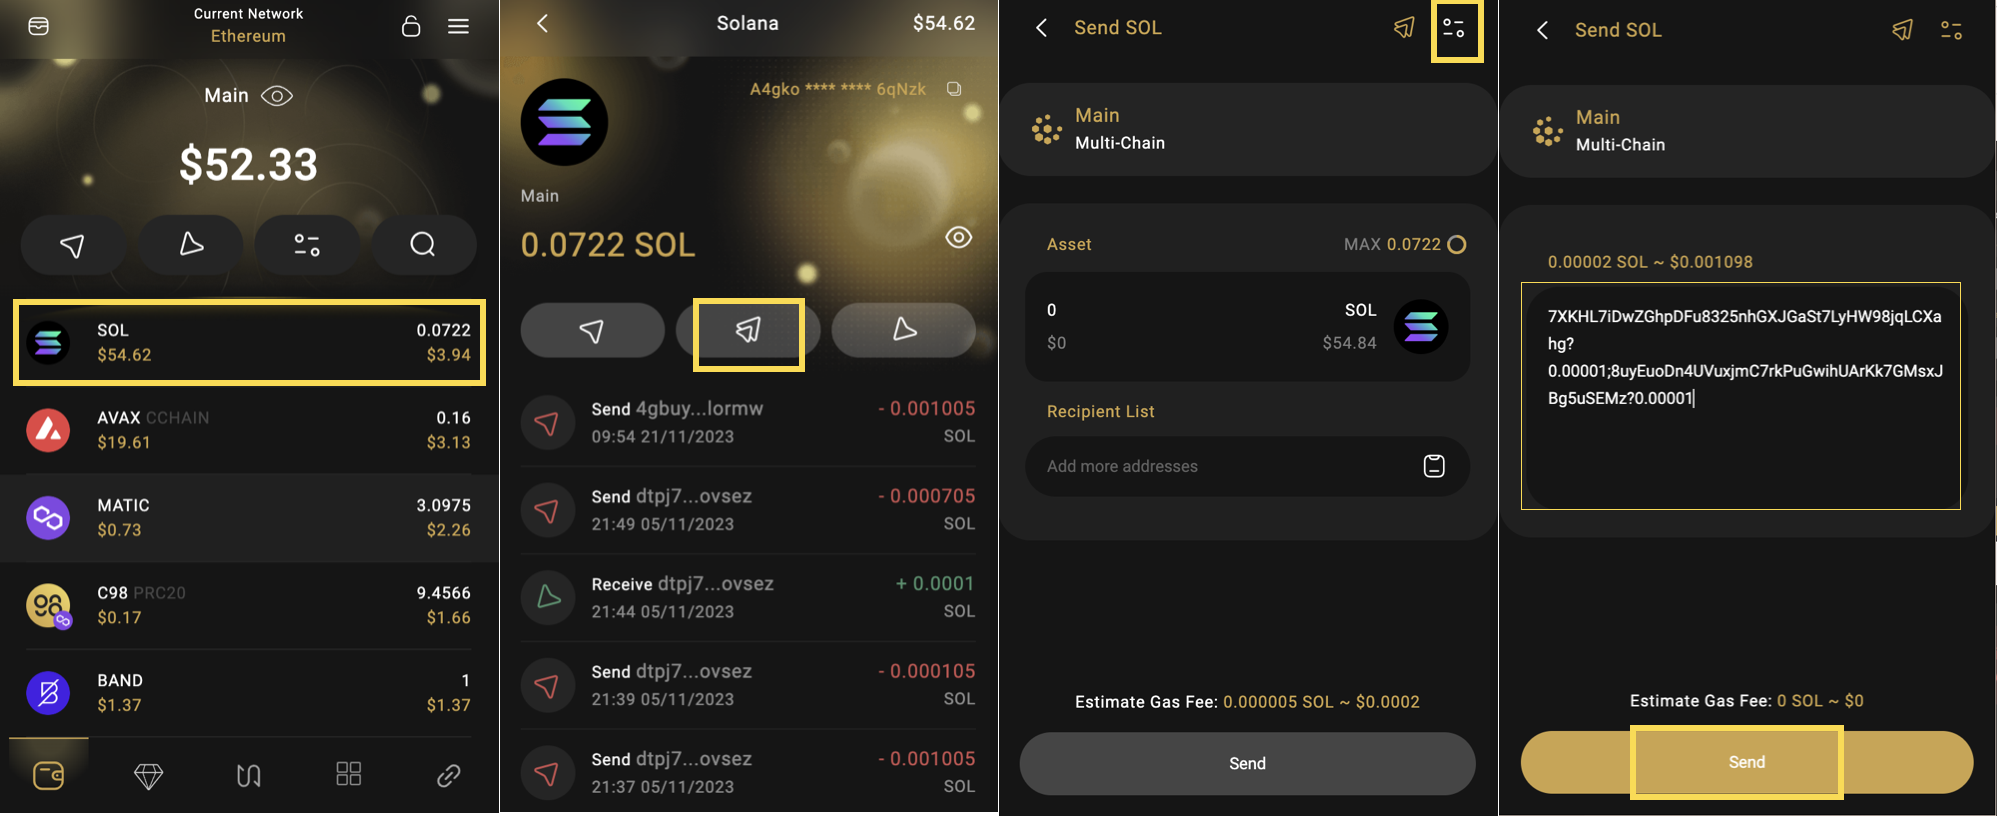 Current Network
Ethereum
Main
$52.33
SOL 0.0722
$54.62 $3.94
AVAX CCHAIN 0.16
$19.61 $3.13
MATIC 3.0975
$0.73 $2.26
C98 PRC20 9.4566
$0.17 $1.66
BAND 1
$1.37 $1.37
Solana $54.62
A4gko **** **** 6qNzk
Main
0.0722 SOL
Send 4gbuy...lormw - 0.001005
09:54 21/11/2023 SOL
Send dtpj7...ovsez - 0.000705
21:49 05/11/2023 SOL
Receive dtpj7...ovsez + 0.0001
21:44 05/11/2023 SOL
Send dtpj7...ovsez - 0.000105
21:39 05/11/2023 SOL
Send dtpj7...ovsez - 0.001005
21:37 05/11/2023 SOL
Send SOL
Main
Multi-Chain
Asset MAX 0.0722
0 SOL
$0 $54.84
Recipient List
Add more addresses
Estimate Gas Fee: 0.000005 SOL ~ $0.0002
Send
Send SOL
Main
Multi-Chain
0.00002 SOL ~ $0.001098
7XKHL7iDwZGhpDFu8325nhGXJGaSt7LyHW98jqLCXa
hg?
0.00001;8uyEuoDn4UVuxjmC7rkPuGwihUArKk7GMsxJ
Bg5uSEMz?0.00001
Estimate Gas Fee: 0 SOL ~ $0
Send